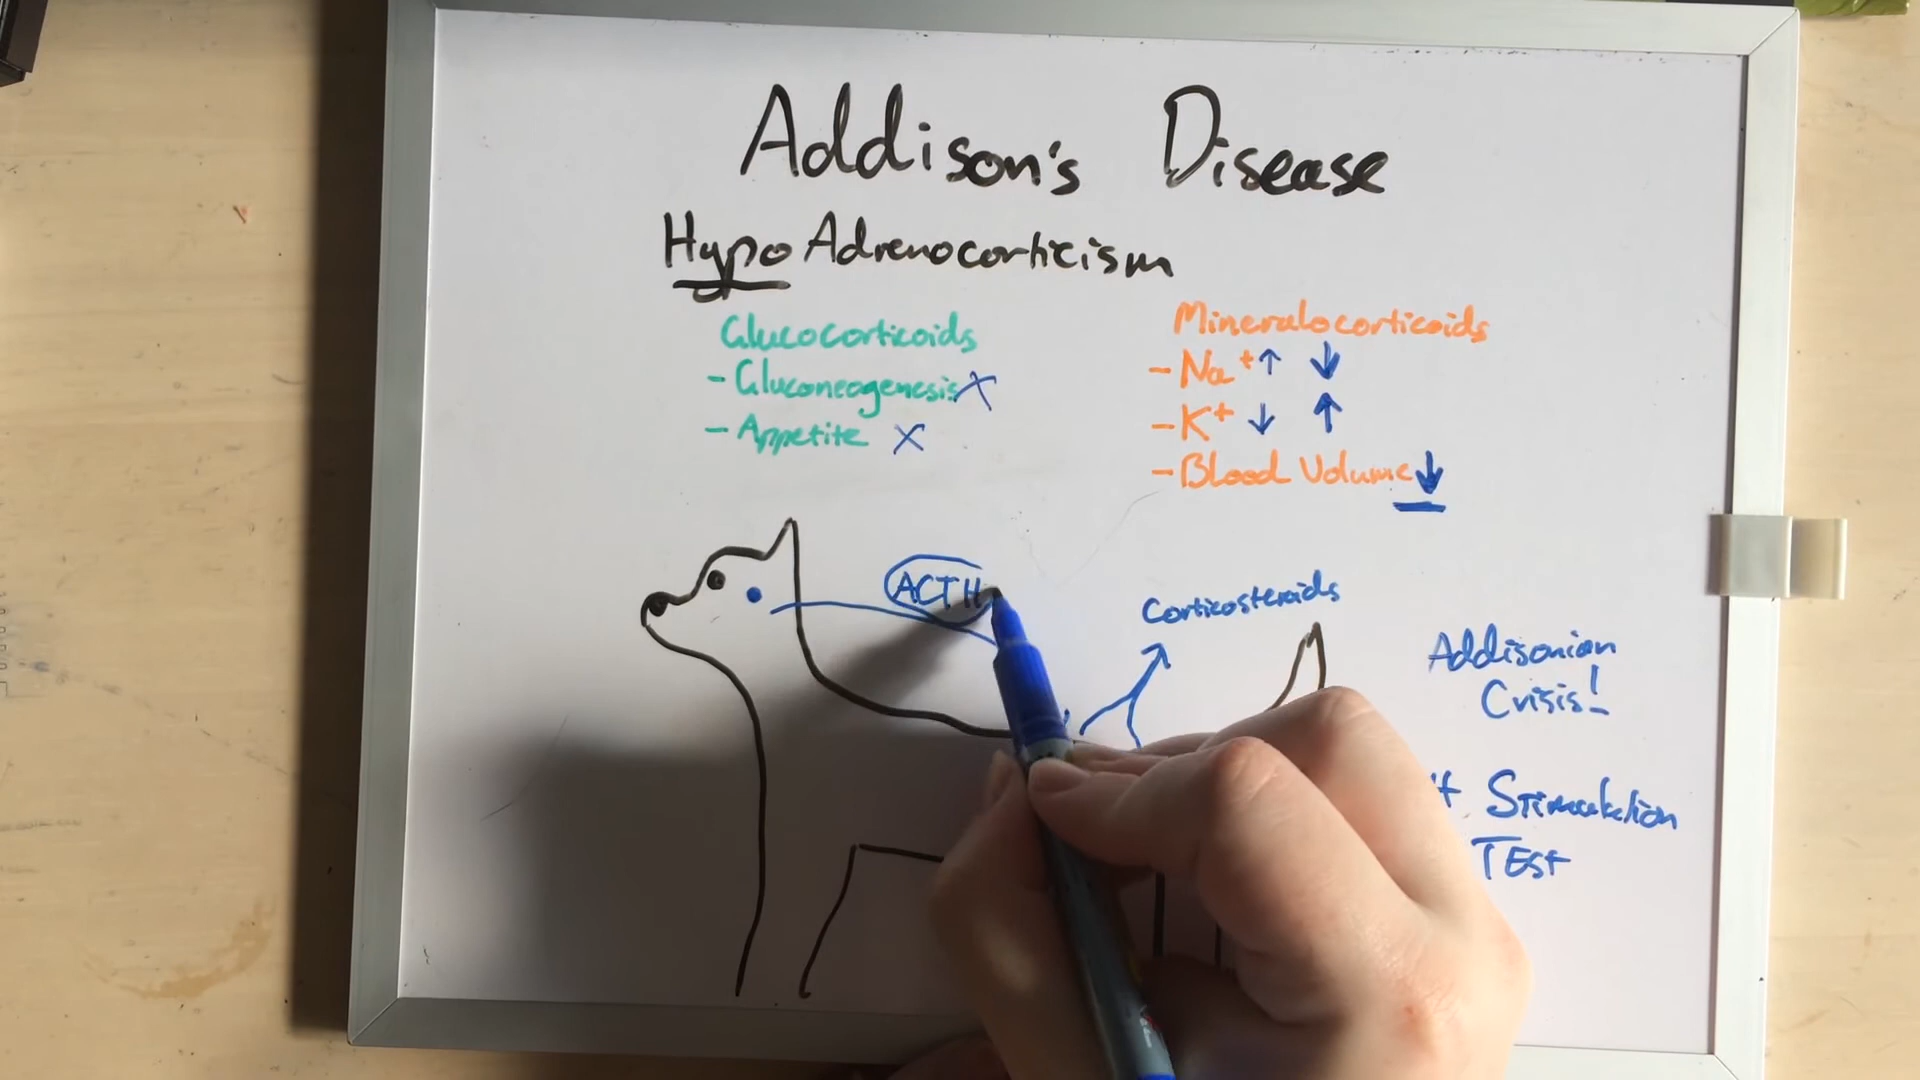 Addison's Disease
HypoAdrenocorticism
Glucocorticoids
- Gluconeogenesis X
- Appetite X
Mineralocorticoids
- Na+ ↑ ↓
- K+ ↓ ↑
- Blood Volume ↓
ACTH
Corticosteroids
Addisonian
Crisis!
Stimulation
TEst